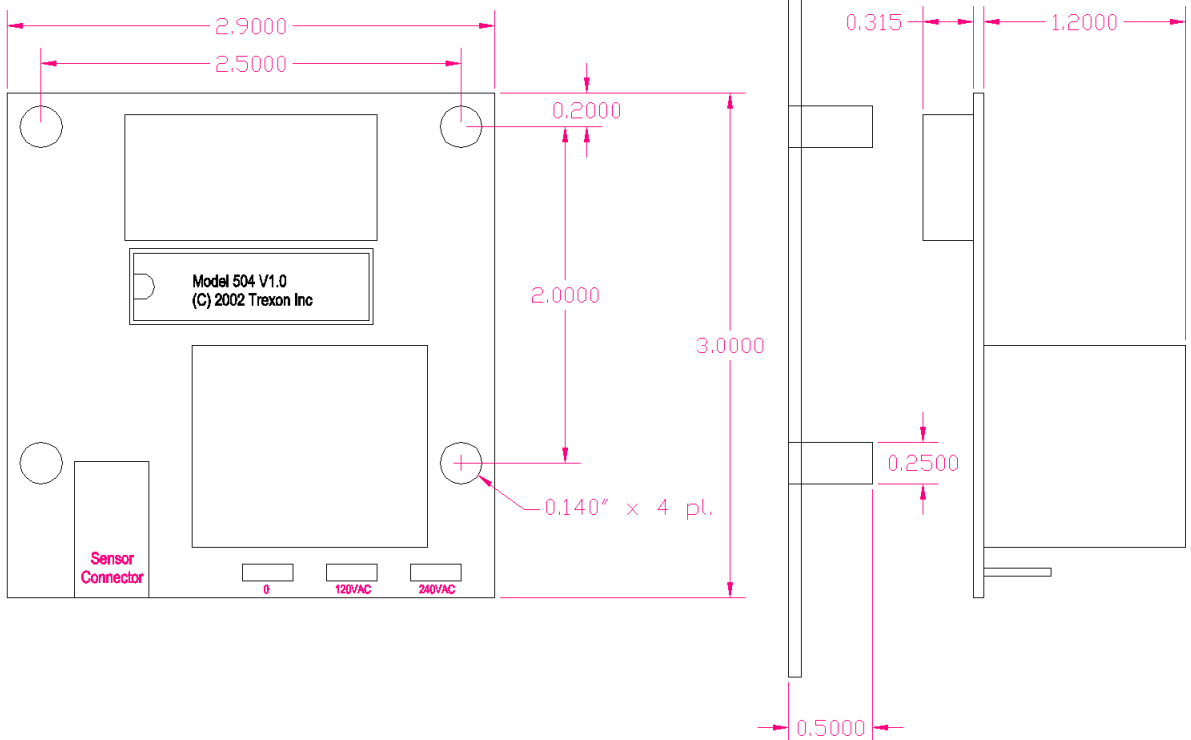 2.9000
0.315
1.2000
2.5000
0.2000
Model 504 V1.0
(C) 2002 Trexon Inc
2.0000
3.0000
0.2500
0.140" x 4 pl.
Sensor
Connector
0
120VAC
240VAC
0.5000